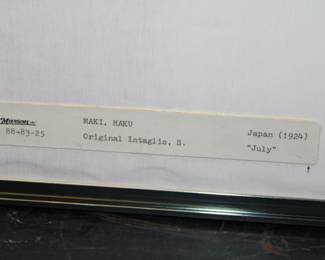 MAKI, HAKU Japan (1924)
88-83-25 Original Intaglio, S. "July"